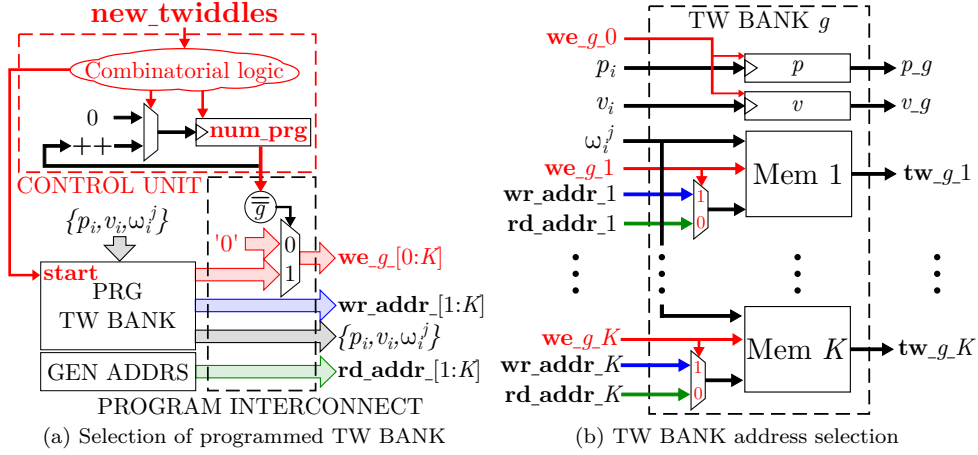 new_twiddles
Combinatorial logic
0
++
num_prg
CONTROL UNIT
{p_i,v_i,ω_i^j}
g
'0'
0
1
we_g_[0:K]
start
PRG
TW BANK
wr_addr_[1:K]
{p_i,v_i,ω_i^j}
GEN ADDRS
rd_addr_[1:K]
PROGRAM INTERCONNECT
(a) Selection of programmed TW BANK
TW BANK g
we_g_0
p_i
p
p_g
v_i
v
v_g
ω_i^j
we_g_1
Mem 1
tw_g_1
wr_addr_1
1
rd_addr_1
0
we_g_K
Mem K
tw_g_K
wr_addr_K
1
rd_addr_K
0
(b) TW BANK address selection